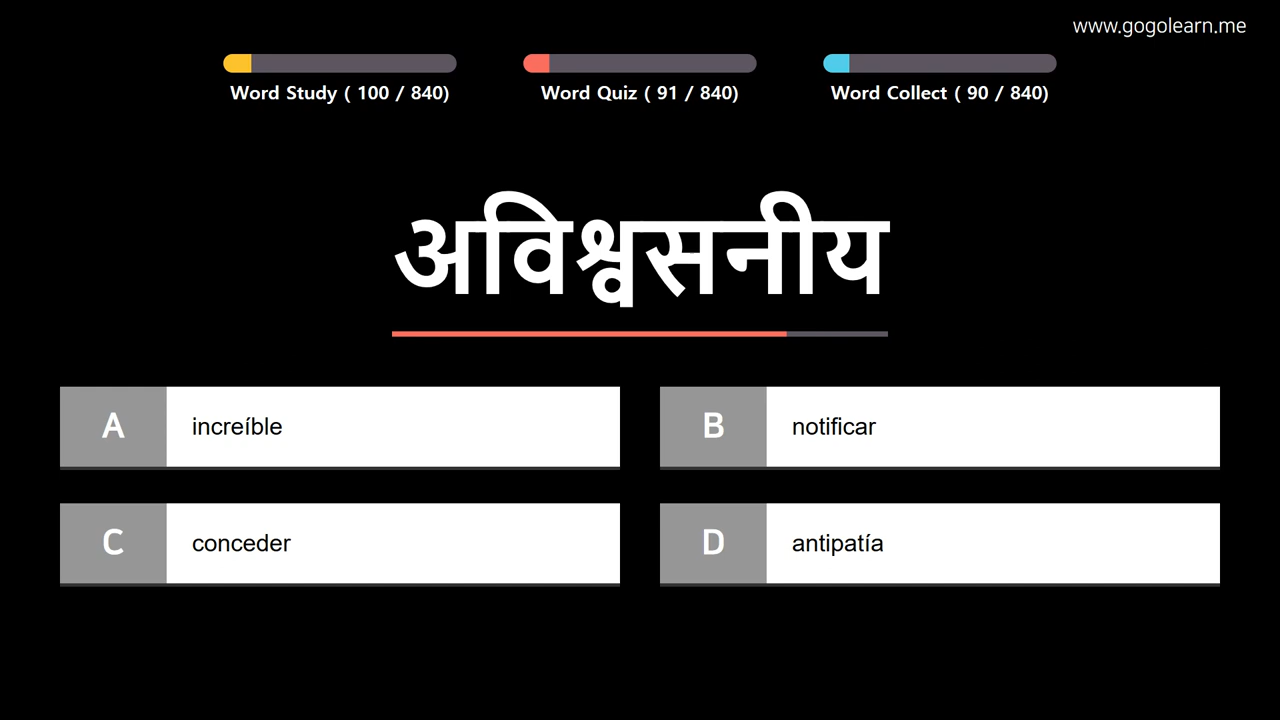 www.gogolearn.me
Word Study ( 100 / 840)
Word Quiz ( 91 / 840)
Word Collect ( 90 / 840)
अविश्वसनीय
A increíble
B notificar
C conceder
D antipatía